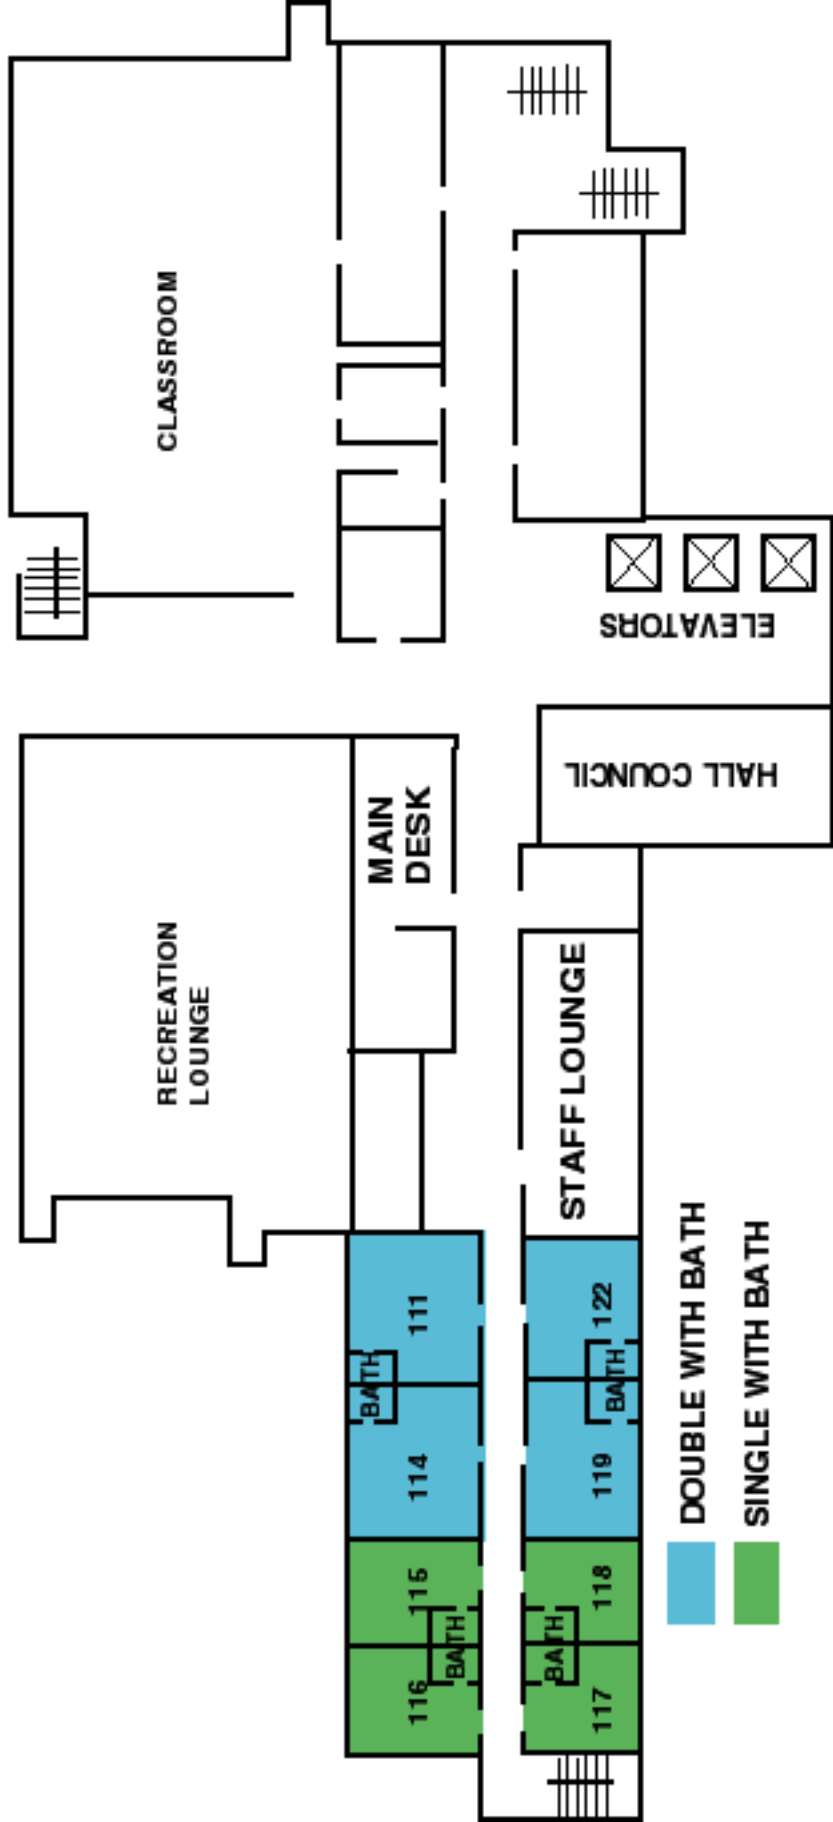 CLASSROOM
ELEVATORS
HALL COUNCIL
MAIN
DESK
RECREATION
LOUNGE
STAFF LOUNGE
111
BATH
114
122
BATH
119
115
BATH
116
118
BATH
117
DOUBLE WITH BATH
SINGLE WITH BATH